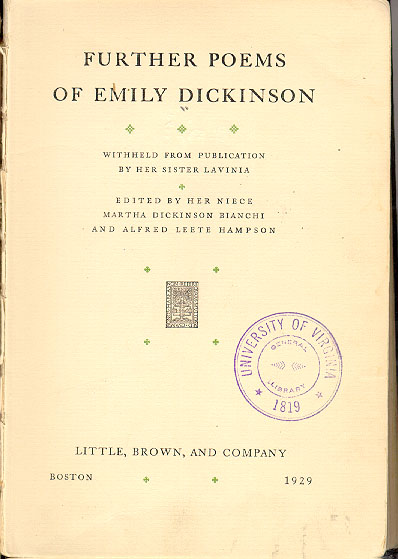 FURTHER POEMS
OF EMILY DICKINSON
WITHHELD FROM PUBLICATION
BY HER SISTER LAVINIA
EDITED BY HER NIECE
MARTHA DICKINSON BIANCHI
AND ALFRED LEETE HAMPSON
UNIVERSITY OF VIRGINIA
GENERAL
LIBRARY
1819
LITTLE, BROWN, AND COMPANY
BOSTON 1929